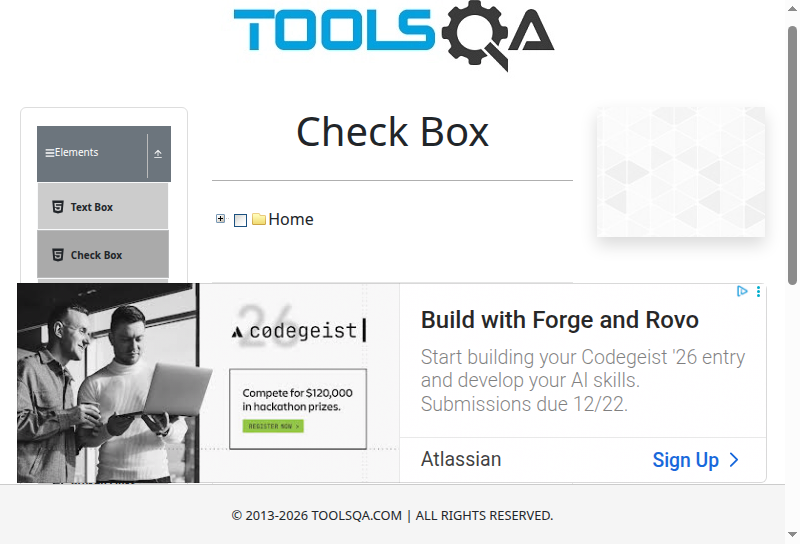 TOOLSQA
Check Box
Elements
Text Box
Check Box
Home
26
codegeist
Compete for $120,000
in hackathon prizes.
REGISTER NOW >
Build with Forge and Rovo
Start building your Codegeist '26 entry
and develop your AI skills.
Submissions due 12/22.
Atlassian
Sign Up
© 2013-2026 TOOLSQA.COM | ALL RIGHTS RESERVED.